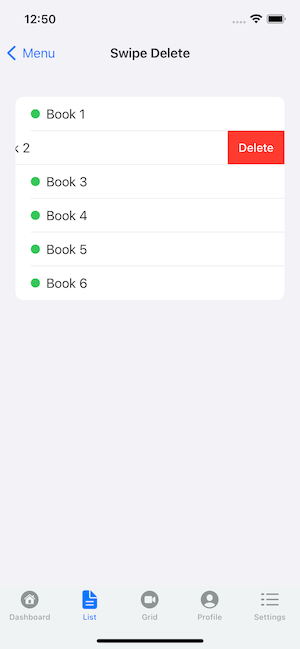 12:50
Menu
Swipe Delete
Book 1
2
Delete
Book 3
Book 4
Book 5
Book 6
Dashboard
List
Grid
Profile
Settings